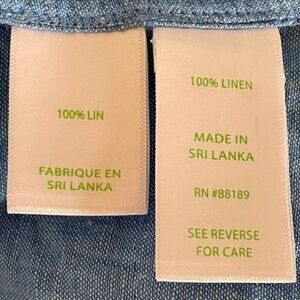 100% LIN
FABRIQUE EN
SRI LANKA
100% LINEN
MADE IN
SRI LANKA
RN #88189
SEE REVERSE
FOR CARE